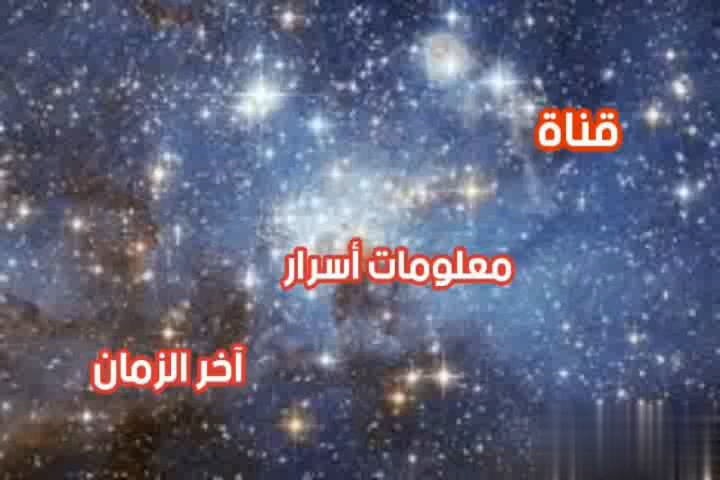 قناة
معلومات أسرار
آخر الزمان